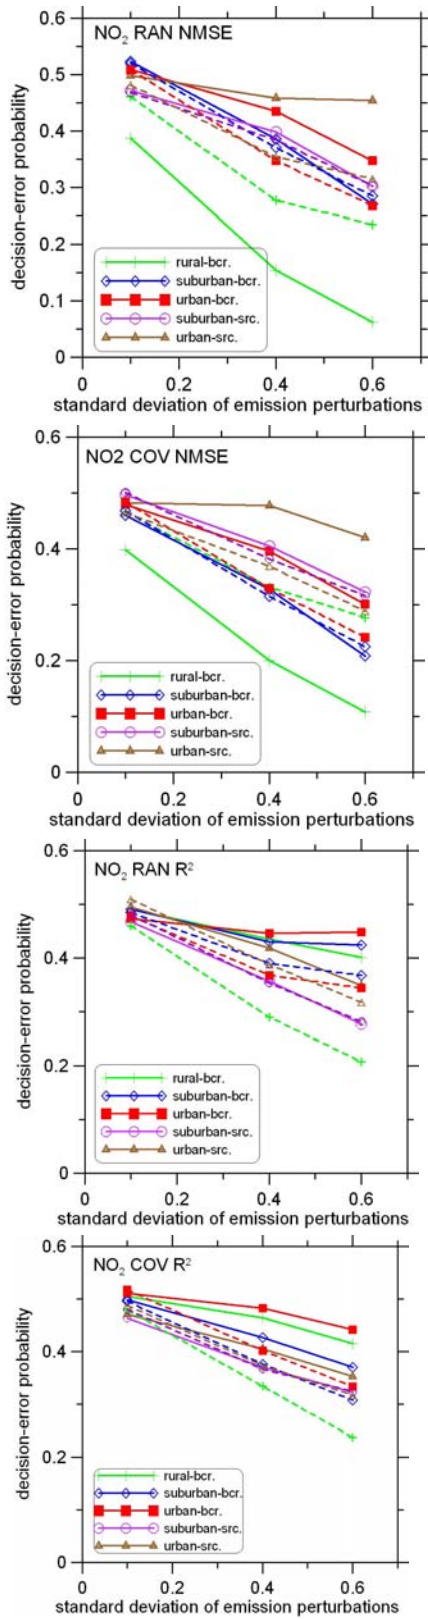 NO₂ RAN NMSE
decision-error probability
0.6
0.5
0.4
0.3
0.2
0.1
0
rural-bcr.
suburban-bcr.
urban-bcr.
suburban-src.
urban-src.
0 0.2 0.4 0.6
standard deviation of emission perturbations
NO2 COV NMSE
decision-error probability
0.6
0.4
0.2
0
rural-bcr.
suburban-bcr.
urban-bcr.
suburban-src.
urban-src.
0 0.2 0.4 0.6
standard deviation of emission perturbations
NO₂ RAN R²
decision-error probability
0.6
0.4
0.2
0
rural-bcr.
suburban-bcr.
urban-bcr.
suburban-src.
urban-src.
0 0.2 0.4 0.6
standard deviation of emission perturbations
NO₂ COV R²
decision-error probability
0.6
0.4
0.2
0
rural-bcr.
suburban-bcr.
urban-bcr.
suburban-src.
urban-src.
0 0.2 0.4 0.6
standard deviation of emission perturbations